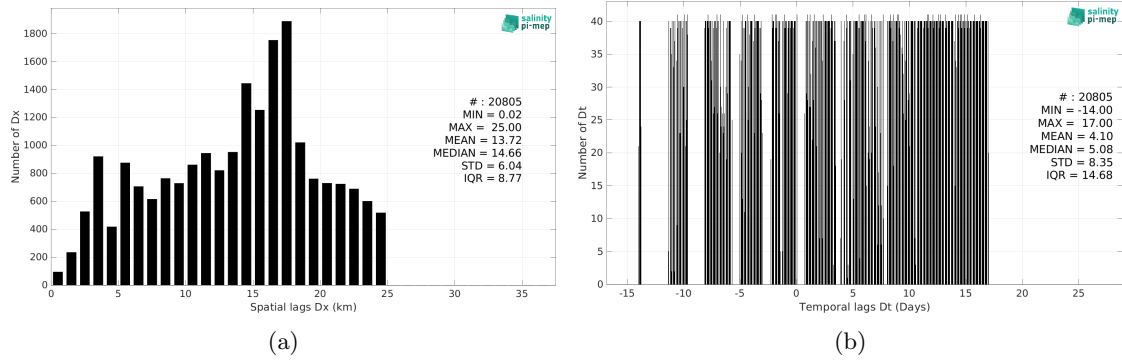 salinity
pi-mep
Number of Dx
1800
1600
1400
1200
1000
800
600
400
200
0
# : 20805
MIN = 0.02
MAX = 25.00
MEAN = 13.72
MEDIAN = 14.66
STD = 6.04
IQR = 8.77
0 5 10 15 20 25 30 35
Spatial lags Dx (km)
(a)
salinity
pi-mep
Number of Dt
40
35
30
25
20
15
10
5
0
# : 20805
MIN = -14.00
MAX = 17.00
MEAN = 4.10
MEDIAN = 5.08
STD = 8.35
IQR = 14.68
-15 -10 -5 0 5 10 15 20 25
Temporal lags Dt (Days)
(b)